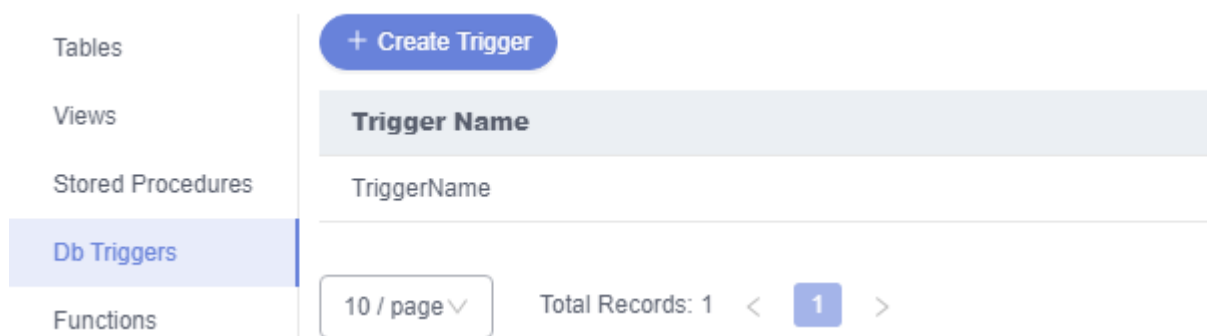 Tables
Views
Stored Procedures
Db Triggers
Functions
+ Create Trigger
Trigger Name
TriggerName
10 / page
Total Records: 1 < 1 >